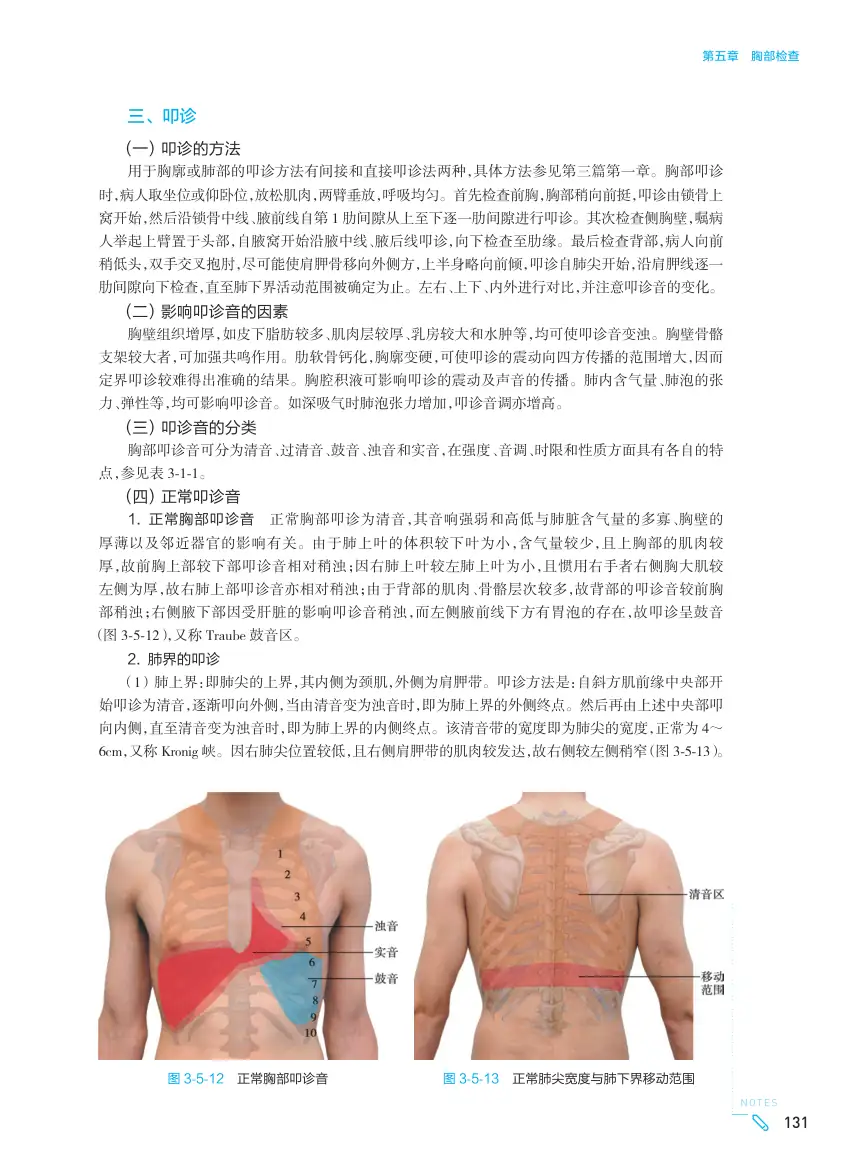 第五章 胸部检查
三、叩诊
（一）叩诊的方法
用于胸廓或肺部的叩诊方法有间接和直接叩诊法两种，具体方法参见第三篇第一章。胸部叩诊
时，病人取坐位或仰卧位，放松肌肉，两臂垂放，呼吸均匀。首先检查前胸，胸部稍向前挺，叩诊由锁骨上
窝开始，然后沿锁骨中线、腋前线自第 1 肋间隙从上至下逐一肋间隙进行叩诊。其次检查侧胸壁，嘱病
人举起上臂置于头部，自腋窝开始沿腋中线、腋后线叩诊，向下检查至肋缘。最后检查背部，病人向前
稍低头，双手交叉抱肘，尽可能使肩胛骨移向外侧方，上半身略向前倾，叩诊自肺尖开始，沿肩胛线逐一
肋间隙向下检查，直至肺下界活动范围被确定为止。左右、上下、内外进行对比，并注意叩诊音的变化。
（二）影响叩诊音的因素
胸壁组织增厚，如皮下脂肪较多、肌肉层较厚、乳房较大和水肿等，均可使叩诊音变浊。胸壁骨骼
支架较大者，可加强共鸣作用。肋软骨钙化，胸廓变硬，可使叩诊的震动向四方传播的范围增大，因而
定界叩诊较难得出准确的结果。胸腔积液可影响叩诊的震动及声音的传播。肺内含气量、肺泡的张
力、弹性等，均可影响叩诊音。如深吸气时肺泡张力增加，叩诊音调亦增高。
（三）叩诊音的分类
胸部叩诊音可分为清音、过清音、鼓音、浊音和实音，在强度、音调、时限和性质方面具有各自的特
点，参见表 3-1-1。
（四）正常叩诊音
1. 正常胸部叩诊音 正常胸部叩诊为清音，其音响强弱和高低与肺脏含气量的多寡、胸壁的
厚薄以及邻近器官的影响有关。由于肺上叶的体积较下叶为小，含气量较少，且上胸部的肌肉较
厚，故前胸上部较下部叩诊音相对稍浊；因右肺上叶较左肺上叶为小，且惯用右手者右侧胸大肌较
左侧为厚，故右肺上部叩诊音亦相对稍浊；由于背部的肌肉、骨骼层次较多，故背部的叩诊音较前胸
部稍浊；右侧腋下部因受肝脏的影响叩诊音稍浊，而左侧腋前线下方有胃泡的存在，故叩诊呈鼓音
（图 3-5-12），又称 Traube 鼓音区。
2. 肺界的叩诊
（1）肺上界：即肺尖的上界，其内侧为颈肌，外侧为肩胛带。叩诊方法是：自斜方肌前缘中央部开
始叩诊为清音，逐渐叩向外侧，当由清音变为浊音时，即为肺上界的外侧终点。然后再由上述中央部叩
向内侧，直至清音变为浊音时，即为肺上界的内侧终点。该清音带的宽度即为肺尖的宽度，正常为 4～
6cm，又称 Kronig 峡。因右肺尖位置较低，且右侧肩胛带的肌肉较发达，故右侧较左侧稍窄（图 3-5-13）。
1
2
3
4
5
6
7
8
9
10
浊音
实音
鼓音
清音区
移动
范围
图 3-5-12 正常胸部叩诊音
图 3-5-13 正常肺尖宽度与肺下界移动范围
NOTES
131